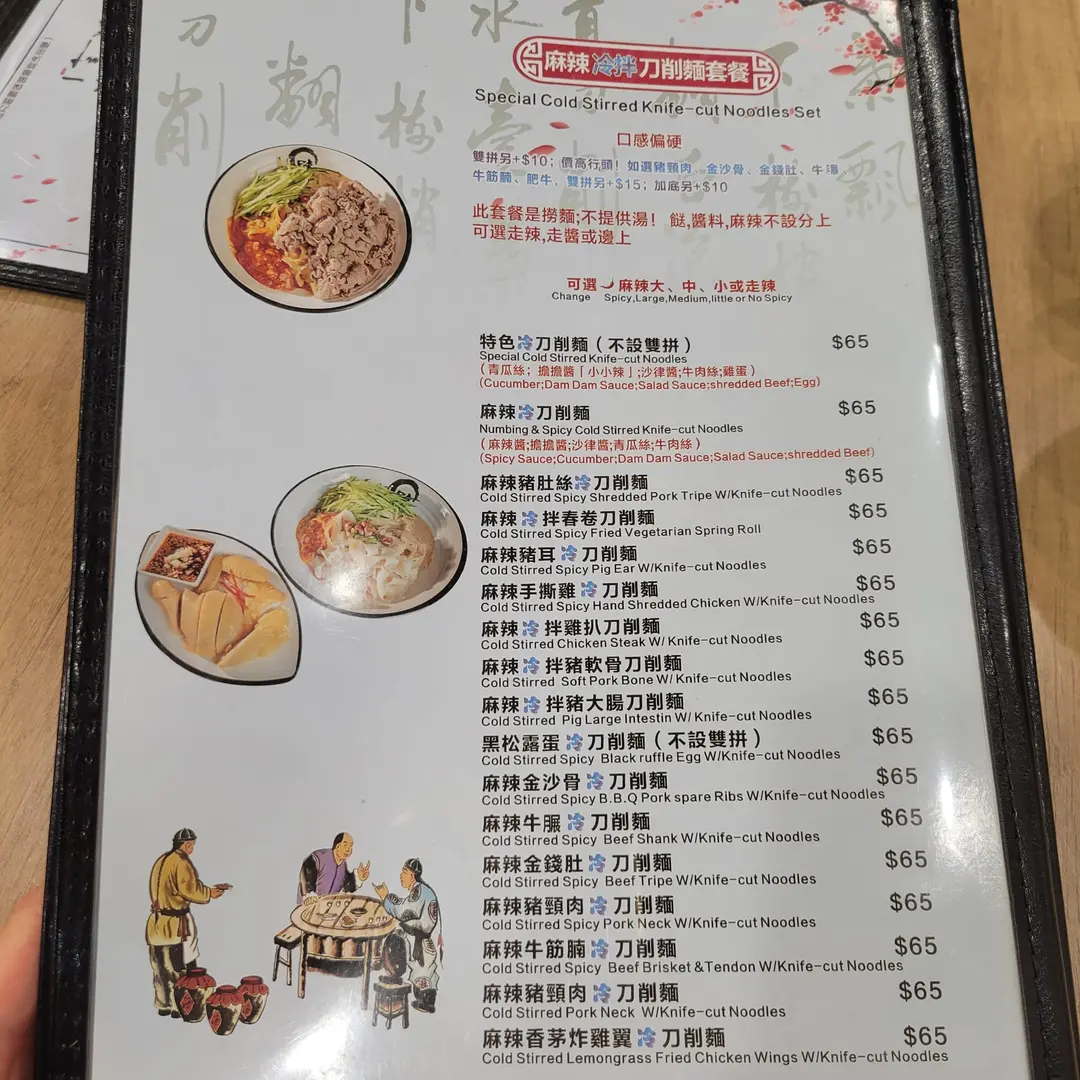 麻辣冷拌刀削麵套餐
Special Cold Stirred Knife-cut Noodles Set
口感偏硬
雙拼另+$10；價高行頭！如選豬頸肉、金沙骨、金錢肚、牛𦟌、
牛筋腩、肥牛，雙拼另+$15；加底另+$10
此套餐是撈麵;不提供湯！ 餸,醬料,麻辣不設分上
可選走辣,走醬或邊上
可選 麻辣大、中、小或走辣
Change Spicy,Large,Medium,little or No Spicy
特色冷刀削麵（不設雙拼） $65
Special Cold Stirred Knife-cut Noodles
（青瓜絲；擔擔醬「小小辣」;沙律醬;牛肉絲;雞蛋）
(Cucumber;Dam Dam Sauce;Salad Sauce;shredded Beef;Egg)
麻辣冷刀削麵 $65
Numbing & Spicy Cold Stirred Knife-cut Noodles
（麻辣醬;擔擔醬;沙律醬;青瓜絲;牛肉絲）
(Spicy Sauce;Cucumber;Dam Dam Sauce;Salad Sauce;shredded Beef)
麻辣豬肚絲冷刀削麵 $65
Cold Stirred Spicy Shredded Pork Tripe W/Knife-cut Noodles
麻辣冷拌春卷刀削麵 $65
Cold Stirred Spicy Fried Vegetarian Spring Roll
麻辣豬耳冷刀削麵 $65
Cold Stirred Spicy Pig Ear W/Knife-cut Noodles
麻辣手撕雞冷刀削麵 $65
Cold Stirred Spicy Hand Shredded Chicken W/Knife-cut Noodles
麻辣冷拌雞扒刀削麵 $65
Cold Stirred Chicken Steak W/ Knife-cut Noodles
麻辣冷拌豬軟骨刀削麵 $65
Cold Stirred Soft Pork Bone W/ Knife-cut Noodles
麻辣冷拌豬大腸刀削麵 $65
Cold Stirred Pig Large Intestin W/ Knife-cut Noodles
黑松露蛋冷刀削麵（不設雙拼） $65
Cold Stirred Spicy Black ruffle Egg W/Knife-cut Noodles
麻辣金沙骨冷刀削麵 $65
Cold Stirred Spicy B.B.Q Pork spare Ribs W/Knife-cut Noodles
麻辣牛𦟌冷刀削麵 $65
Cold Stirred Spicy Beef Shank W/Knife-cut Noodles
麻辣金錢肚冷刀削麵 $65
Cold Stirred Spicy Beef Tripe W/Knife-cut Noodles
麻辣豬頸肉冷刀削麵 $65
Cold Stirred Spicy Pork Neck W/Knife-cut Noodles
麻辣牛筋腩冷刀削麵 $65
Cold Stirred Spicy Beef Brisket &Tendon W/Knife-cut Noodles
麻辣豬頸肉冷刀削麵 $65
Cold Stirred Pork Neck W/Knife-cut Noodles
麻辣香茅炸雞翼冷刀削麵 $65
Cold Stirred Lemongrass Fried Chicken Wings W/Knife-cut Noodles